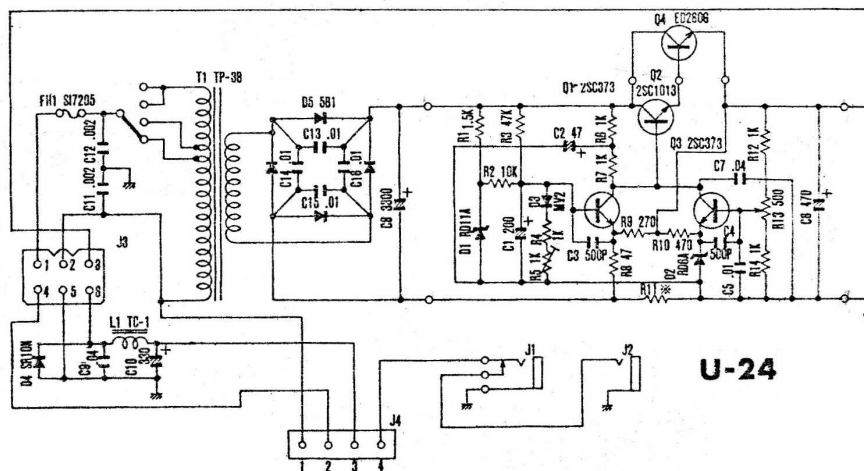 Q4 ED2806
T1 TP-38
Q1 2SC373
Q2
2SC1013
FH1 SI7205
D5 5B1
C13 .01
C14 .01
C16 .01
C15 .01
C8 3300
R1 1.5K
R3 47K
C2 47
R6 1K
R7 1K
Q3 2SC373
C7 .04
R12 1K
R13 500
C6 470
C12 .002
C11 .002
R2 10K
D3
MV2
R4
1K
R5 1K
R9 270
R10 470
C4
500P
D1 RD11A
C1 200
C3 500P
R8 47
D2
RD6A
C5 .01
R14 1K
R11 ※
J3
1 2 3
4 5 6
L1 TC-1
D4 SR10N
C9 .04
C10 330
J1
J2
U-24
J4
1 2 3 4